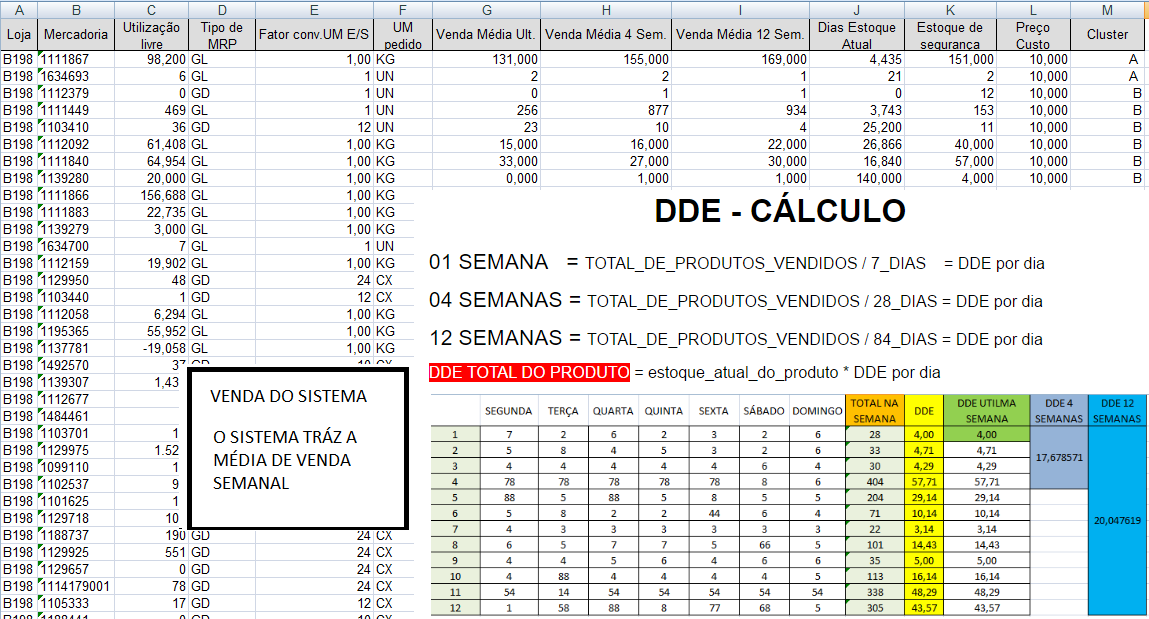 A B C D E F G H I J K L M
Loja Mercadoria Utilização livre Tipo de MRP Fator conv.UM E/S UM pedido Venda Média Ult. Venda Média 4 Sem. Venda Média 12 Sem. Dias Estoque Atual Estoque de segurança Preço Custo Cluster
B198 1111867 98,200 GL 1,00 KG 131,000 155,000 169,000 4,435 151,000 10,000 A
B198 1634693 6 GL 1 UN 2 2 1 21 2 10,000 A
B198 1112379 0 GD 1 UN 0 1 1 0 12 10,000 B
B198 1111449 469 GL 1 UN 256 877 934 3,743 153 10,000 B
B198 1103410 36 GD 12 UN 23 10 4 25,200 11 10,000 B
B198 1112092 61,408 GL 1,00 KG 15,000 16,000 22,000 26,866 40,000 10,000 B
B198 1111840 64,954 GL 1,00 KG 33,000 27,000 30,000 16,840 57,000 10,000 B
B198 1139280 20,000 GL 1,00 KG 0,000 1,000 1,000 140,000 4,000 10,000 B
B198 1111866 156,688 GL 1,00 KG
B198 1111883 22,735 GL 1,00 KG
B198 1139279 3,000 GL 1,00 KG
B198 1634700 7 GL 1 UN
B198 1112159 19,902 GL 1,00 KG
B198 1129950 48 GD 24 CX
B198 1103440 1 GD 12 CX
B198 1112058 6,294 GL 1,00 KG
B198 1195365 55,952 GL 1,00 KG
B198 1137781 -19,058 GL 1,00 KG
B198 1492570 37 GD CX
B198 1139307 1,43
B198 1112677
B198 1484461
B198 1103701 1
B198 1129975 1.52
B198 1099110 1
B198 1102537 9
B198 1101625 1
B198 1129718 10
B198 1188737 190 GD 24 CX
B198 1129925 551 GD 24 CX
B198 1129657 0 GD 24 CX
B198 1114179001 78 GD 24 CX
B198 1105333 17 GD 12 CX
VENDA DO SISTEMA
O SISTEMA TRÁZ A
MÉDIA DE VENDA
SEMANAL
DDE - CÁLCULO
01 SEMANA = TOTAL_DE_PRODUTOS_VENDIDOS / 7_DIAS = DDE por dia
04 SEMANAS = TOTAL_DE_PRODUTOS_VENDIDOS / 28_DIAS = DDE por dia
12 SEMANAS = TOTAL_DE_PRODUTOS_VENDIDOS / 84_DIAS = DDE por dia
DDE TOTAL DO PRODUTO = estoque_atual_do_produto * DDE por dia
SEGUNDA TERÇA QUARTA QUINTA SEXTA SÁBADO DOMINGO TOTAL NA SEMANA DDE DDE UTILMA SEMANA DDE 4 SEMANAS DDE 12 SEMANAS
1 7 2 6 2 3 2 6 28 4,00 4,00
2 5 8 4 5 3 2 6 33 4,71 4,71
17,678571
3 4 4 4 4 4 6 4 30 4,29 4,29
4 78 78 78 78 78 8 6 404 57,71 57,71
5 88 5 88 5 8 5 5 204 29,14 29,14
6 5 8 2 2 44 6 4 71 10,14 10,14
20,047619
7 4 3 3 3 3 3 3 22 3,14 3,14
8 6 5 7 7 5 66 5 101 14,43 14,43
9 4 4 5 6 4 6 6 35 5,00 5,00
10 4 88 4 4 4 4 5 113 16,14 16,14
11 54 14 54 54 54 54 54 338 48,29 48,29
12 1 58 88 8 77 68 5 305 43,57 43,57